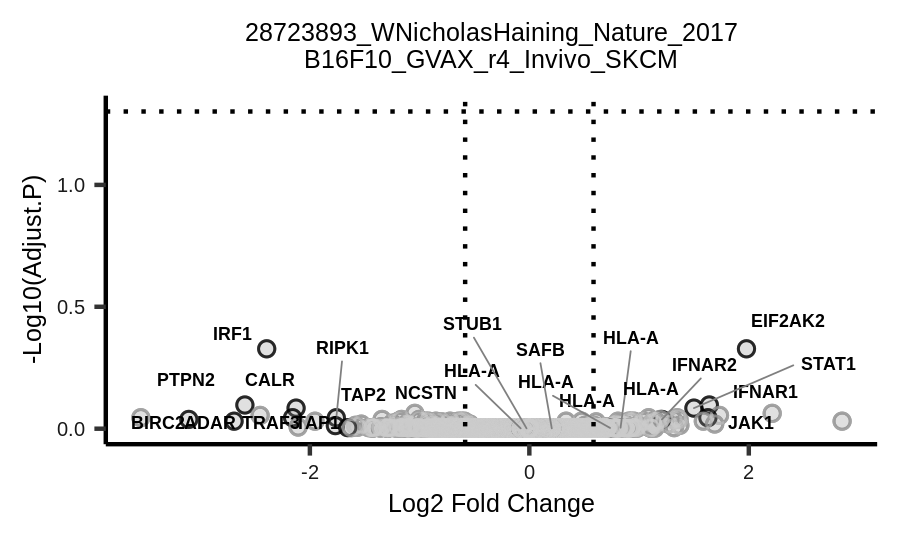 28723893_WNicholasHaining_Nature_2017
B16F10_GVAX_r4_Invivo_SKCM
-Log10(Adjust.P)
1.0
0.5
0.0
EIF2AK2
STUB1
IRF1
HLA-A
RIPK1
SAFB
IFNAR2
STAT1
HLA-A
PTPN2
CALR
HLA-A
HLA-A
IFNAR1
TAP2
NCSTN
HLA-A
BIRC2
ADAR
TRAF3
TAP1
JAK1
-2
0
2
Log2 Fold Change